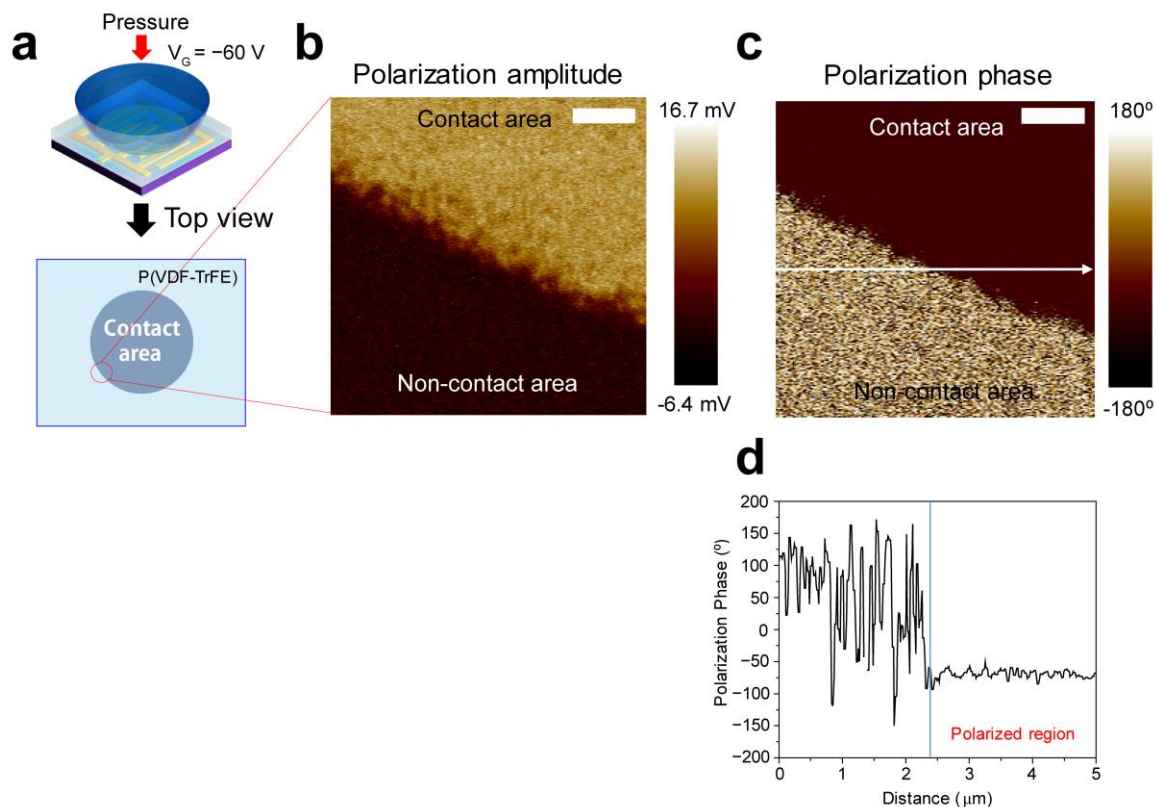 a
Pressure
V_G = −60 V
Top view
P(VDF-TrFE)
Contact
area
b
Polarization amplitude
Contact area
Non-contact area
16.7 mV
-6.4 mV
c
Polarization phase
Contact area
Non-contact area
180º
-180º
d
Polarization Phase (º)
200
150
100
50
0
−50
−100
−150
−200
Polarized region
0 1 2 3 4 5
Distance (μm)